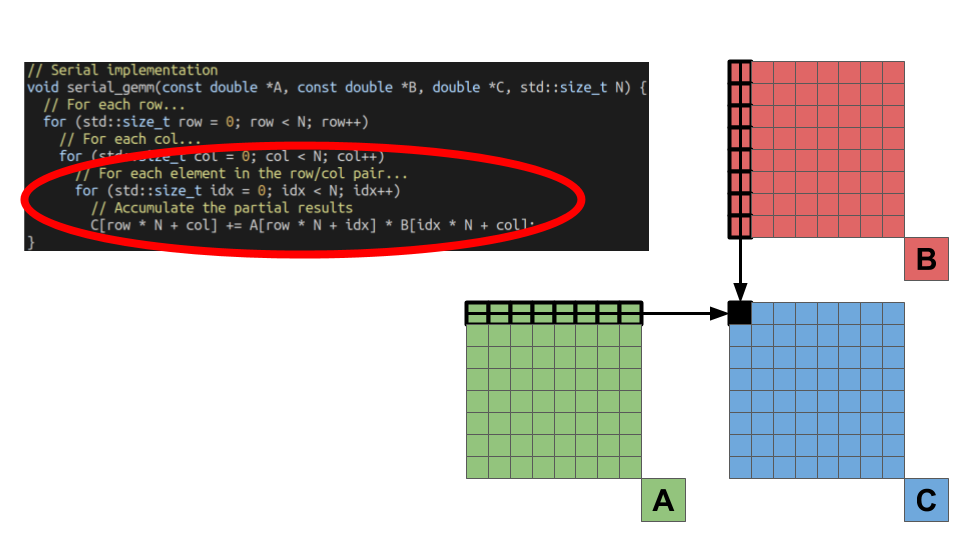 // Serial implementation
void serial_gemm(const double *A, const double *B, double *C, std::size_t N) {
// For each row...
for (std::size_t row = 0; row < N; row++)
// For each col...
for (std::size_t col = 0; col < N; col++)
// For each element in the row/col pair...
for (std::size_t idx = 0; idx < N; idx++)
// Accumulate the partial results
C[row * N + col] += A[row * N + idx] * B[idx * N + col];
}
B
A
C